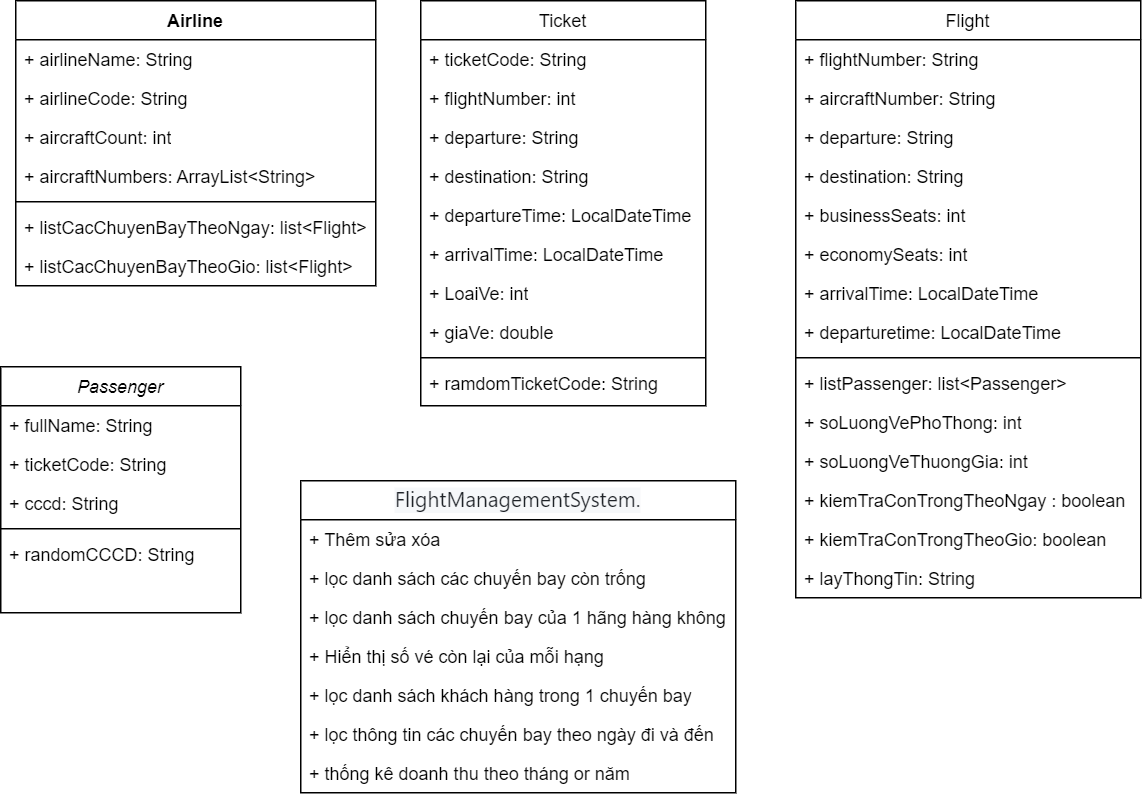 Airline
+ airlineName: String
+ airlineCode: String
+ aircraftCount: int
+ aircraftNumbers: ArrayList<String>
+ listCacChuyenBayTheoNgay: list<Flight>
+ listCacChuyenBayTheoGio: list<Flight>
Ticket
+ ticketCode: String
+ flightNumber: int
+ departure: String
+ destination: String
+ departureTime: LocalDateTime
+ arrivalTime: LocalDateTime
+ LoaiVe: int
+ giaVe: double
+ ramdomTicketCode: String
Flight
+ flightNumber: String
+ aircraftNumber: String
+ departure: String
+ destination: String
+ businessSeats: int
+ economySeats: int
+ arrivalTime: LocalDateTime
+ departuretime: LocalDateTime
+ listPassenger: list<Passenger>
+ soLuongVePhoThong: int
+ soLuongVeThuongGia: int
+ kiemTraConTrongTheoNgay : boolean
+ kiemTraConTrongTheoGio: boolean
+ layThongTin: String
Passenger
+ fullName: String
+ ticketCode: String
+ cccd: String
+ randomCCCD: String
FlightManagementSystem.
+ Thêm sửa xóa
+ lọc danh sách các chuyến bay còn trống
+ lọc danh sách chuyến bay của 1 hãng hàng không
+ Hiển thị số vé còn lại của mỗi hạng
+ lọc danh sách khách hàng trong 1 chuyến bay
+ lọc thông tin các chuyến bay theo ngày đi và đến
+ thống kê doanh thu theo tháng or năm